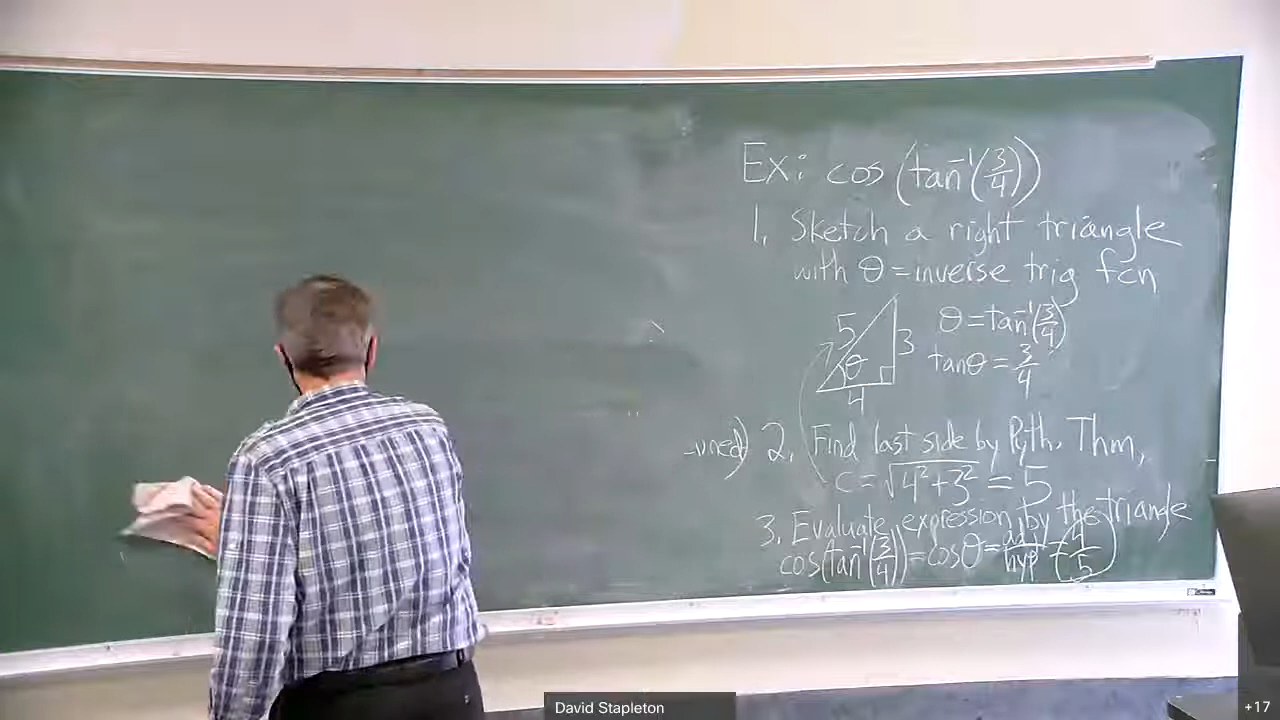 Ex: cos(tan⁻¹(3/4))
1. Sketch a right triangle
with θ = inverse trig fcn
5 3 θ 4
θ = tan⁻¹(3/4)
tanθ = 3/4
2. Find last side by Pyth. Thm.
c = √(4² + 3²) = 5
3. Evaluate expression by the triangle
cos(tan⁻¹(3/4)) = cosθ = adj/hyp = 4/5
David Stapleton
+17